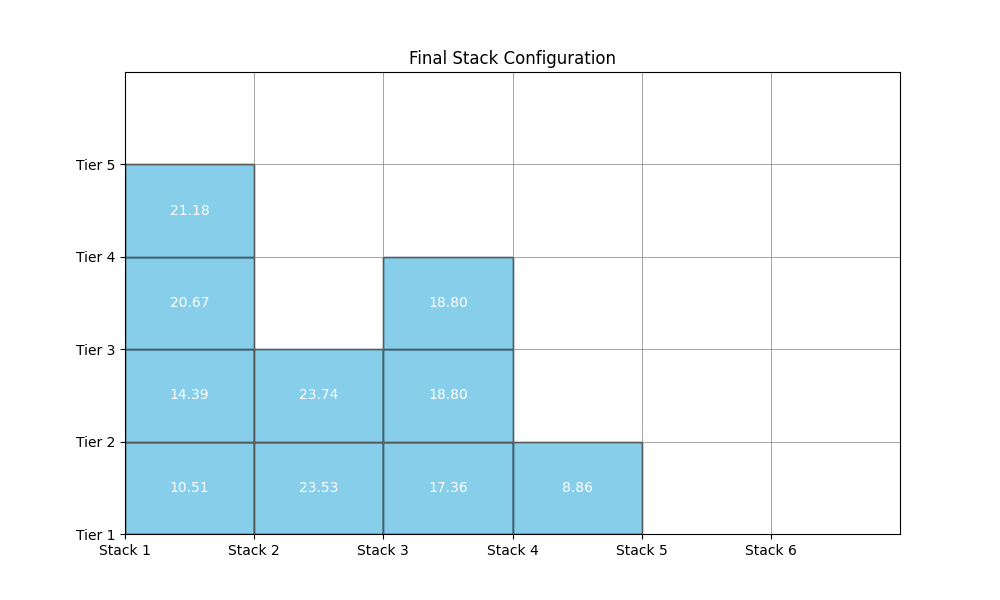 Final Stack Configuration
Tier 5
21.18
Tier 4
20.67 18.80
Tier 3
14.39 23.74 18.80
Tier 2
10.51 23.53 17.36 8.86
Tier 1
Stack 1 Stack 2 Stack 3 Stack 4 Stack 5 Stack 6